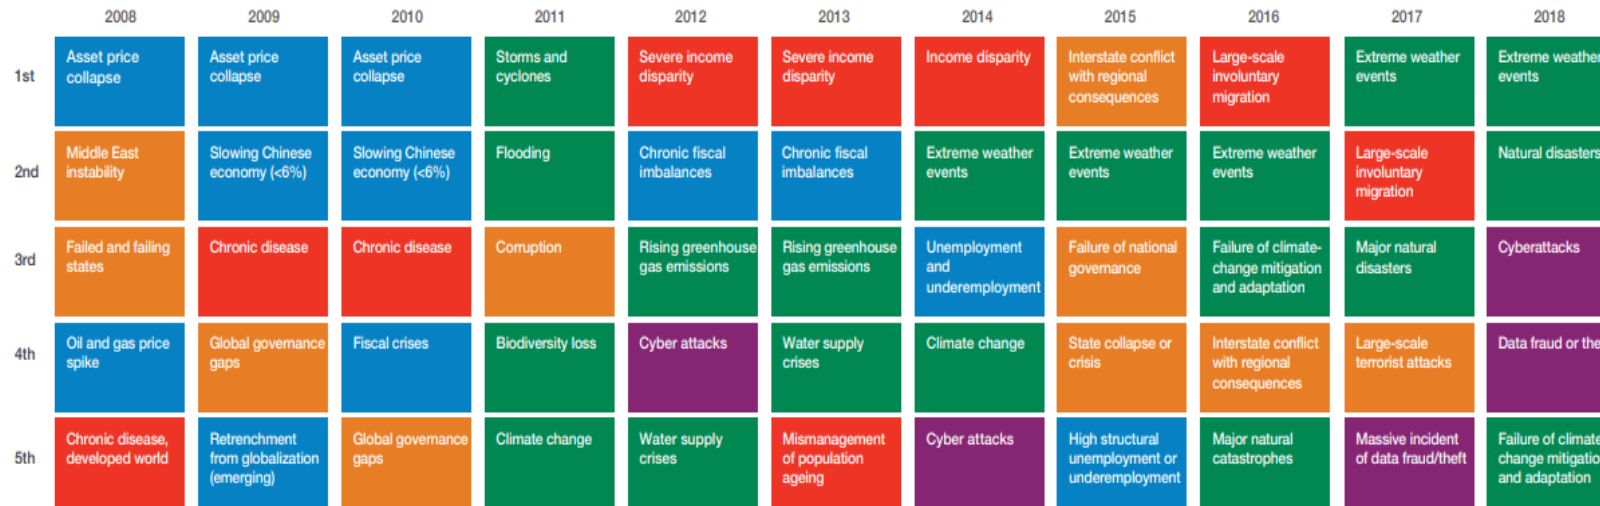 2008
2009
2010
2011
2012
2013
2014
2015
2016
2017
2018
1st
Asset price
collapse
Asset price
collapse
Asset price
collapse
Storms and
cyclones
Severe income
disparity
Severe income
disparity
Income disparity
Interstate conflict
with regional
consequences
Large-scale
involuntary
migration
Extreme weather
events
Extreme weather
events
2nd
Middle East
instability
Slowing Chinese
economy (<6%)
Slowing Chinese
economy (<6%)
Flooding
Chronic fiscal
imbalances
Chronic fiscal
imbalances
Extreme weather
events
Extreme weather
events
Extreme weather
events
Large-scale
involuntary
migration
Natural disasters
3rd
Failed and failing
states
Chronic disease
Chronic disease
Corruption
Rising greenhouse
gas emissions
Rising greenhouse
gas emissions
Unemployment
and
underemployment
Failure of national
governance
Failure of climate-
change mitigation
and adaptation
Major natural
disasters
Cyberattacks
4th
Oil and gas price
spike
Global governance
gaps
Fiscal crises
Biodiversity loss
Cyber attacks
Water supply
crises
Climate change
State collapse or
crisis
Interstate conflict
with regional
consequences
Large-scale
terrorist attacks
Data fraud or the
5th
Chronic disease,
developed world
Retrenchment
from globalization
(emerging)
Global governance
gaps
Climate change
Water supply
crises
Mismanagement
of population
ageing
Cyber attacks
High structural
unemployment or
underemployment
Major natural
catastrophes
Massive incident
of data fraud/theft
Failure of climate
change mitigatio
and adaptation